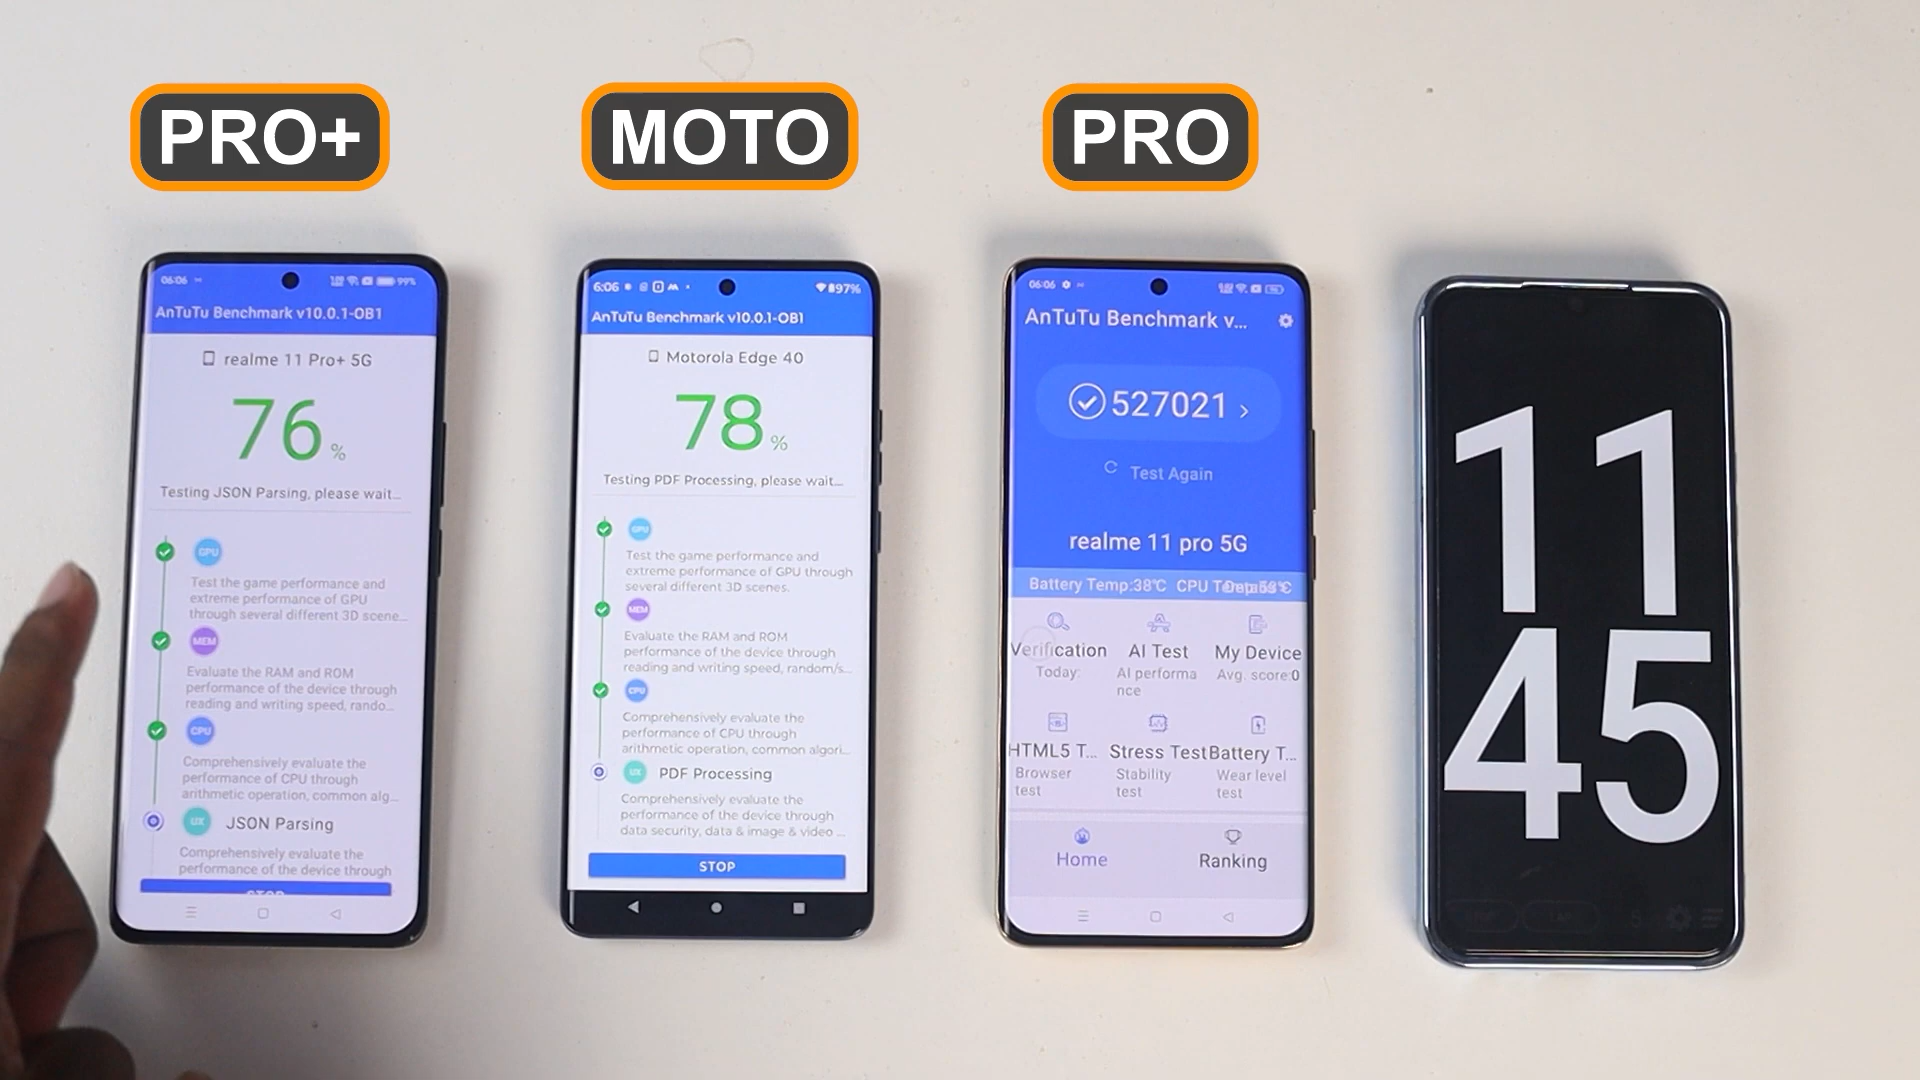 PRO+
MOTO
PRO
06:06
99%
AnTuTu Benchmark v10.0.1-OB1
realme 11 Pro+ 5G
76%
Testing JSON Parsing, please wait...
GPU
Test the game performance and
extreme performance of GPU
through several different 3D scene...
MEM
Evaluate the RAM and ROM
performance of the device through
reading and writing speed, rando...
CPU
Comprehensively evaluate the
performance of CPU through
arithmetic operation, common alg...
UX JSON Parsing
Comprehensively evaluate the
performance of the device through
STOP
6:06
97%
AnTuTu Benchmark v10.0.1-OB1
Motorola Edge 40
78%
Testing PDF Processing, please wait...
GPU
Test the game performance and
extreme performance of GPU through
several different 3D scenes.
MEM
Evaluate the RAM and ROM
performance of the device through
reading and writing speed, random/s...
CPU
Comprehensively evaluate the
performance of CPU through
arithmetic operation, common algori...
UX PDF Processing
Comprehensively evaluate the
performance of the device through
data security, data & image & video ...
STOP
06:06
AnTuTu Benchmark v...
527021 >
Test Again
realme 11 pro 5G
Battery Temp:38°C CPU
Verification AI Test My Device
Today: AI performa Avg. score:0
nce
HTML5 T... Stress Test Battery T...
Browser Stability Wear level
test test test
Home Ranking
11
45